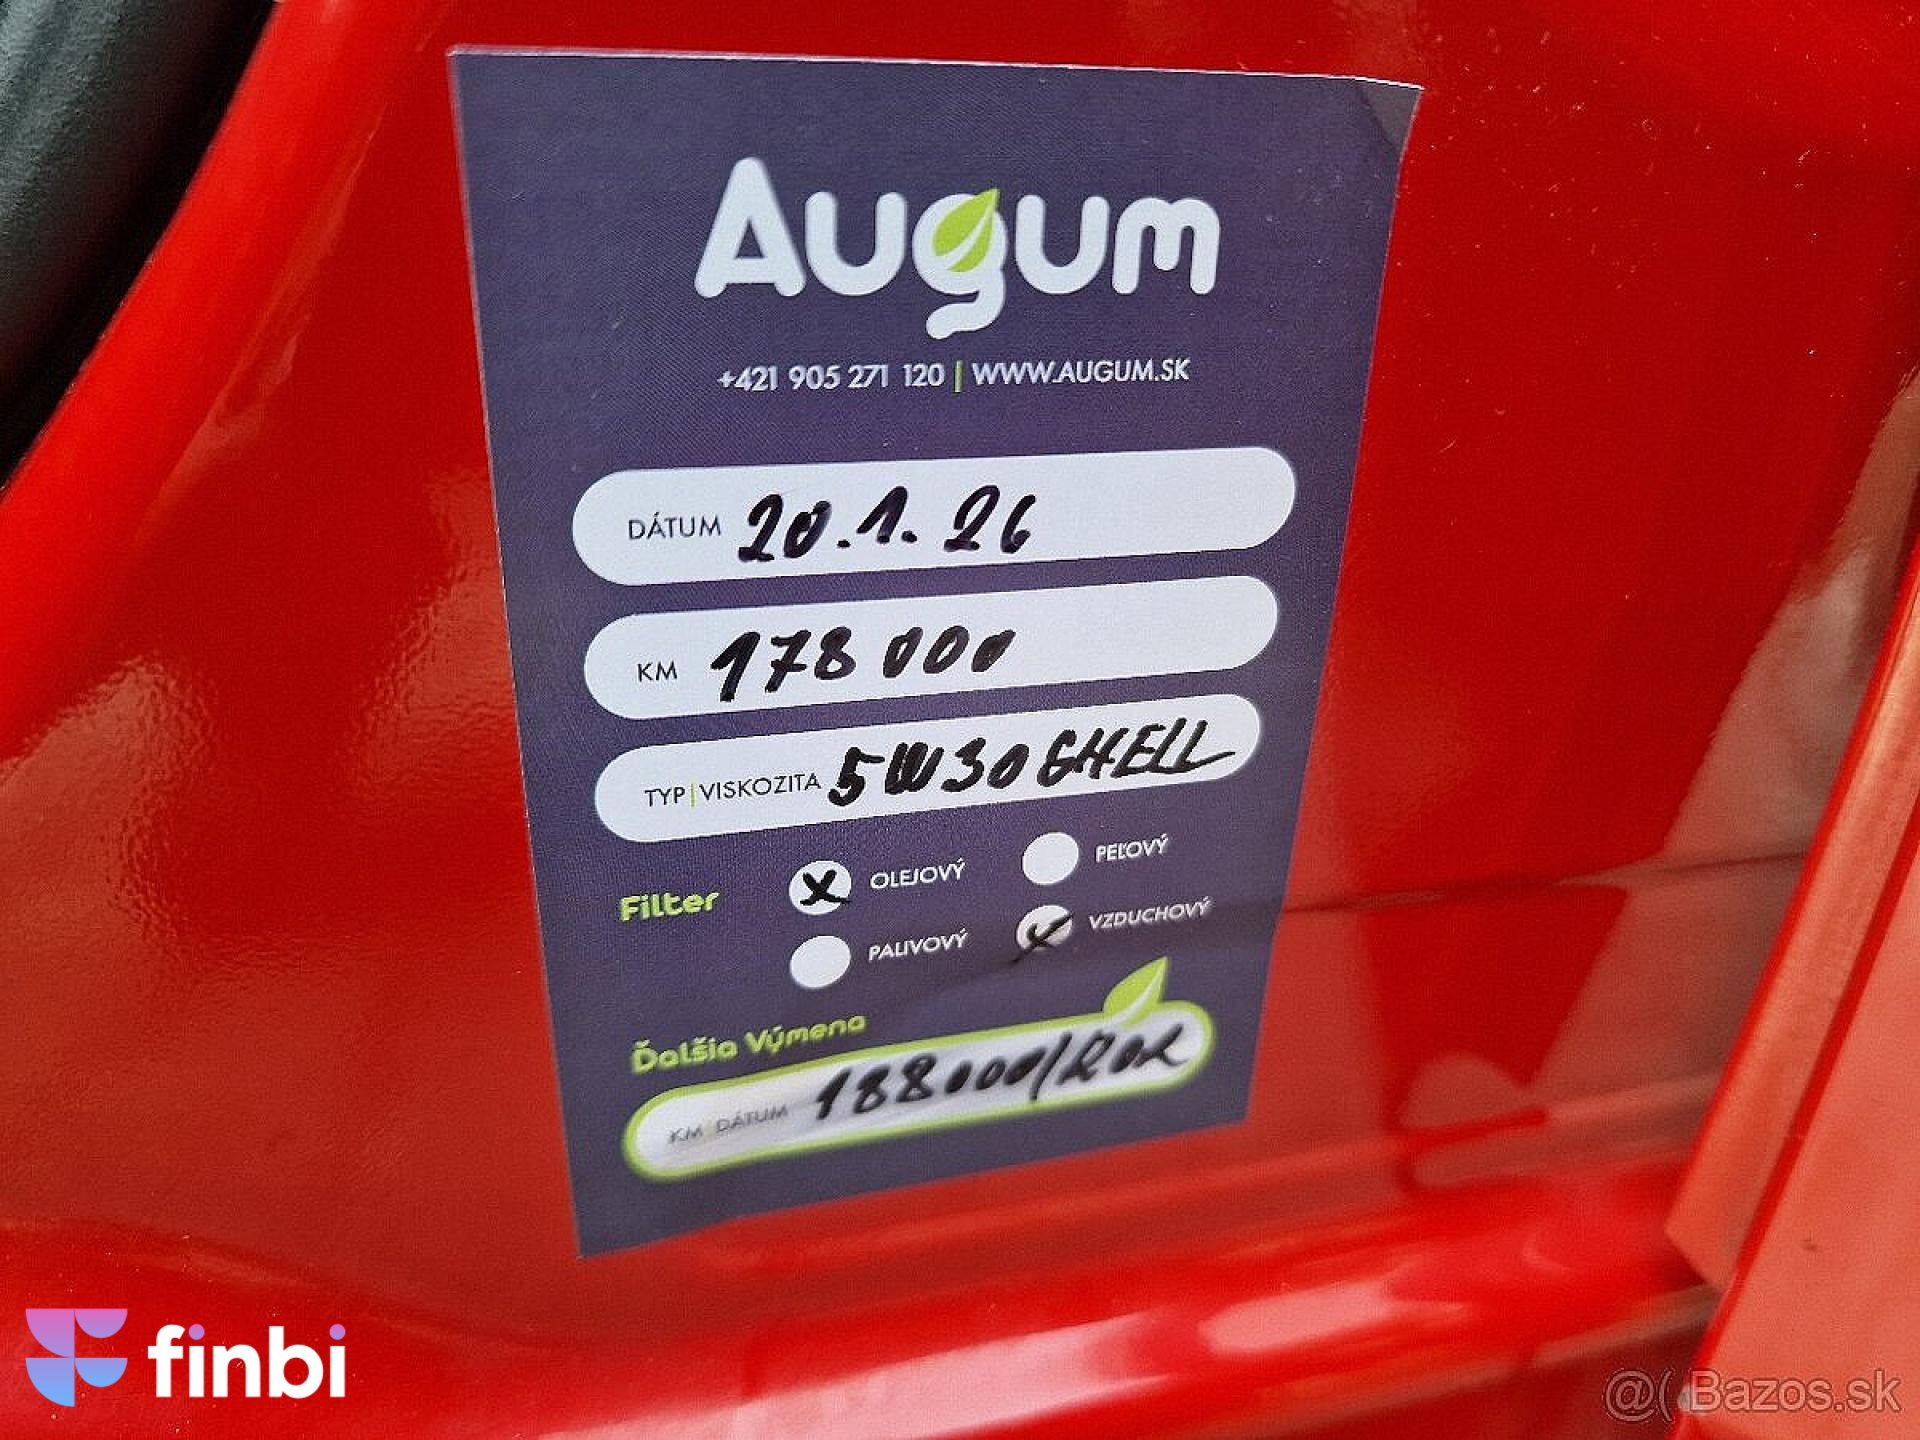 Augum
+421 905 271 120 | WWW.AUGUM.SK
DÁTUM 20.1.26
KM 178 000
TYP|VISKOZITA 5W30 SHELL
Filter
OLEJOVÝ
PEĽOVÝ
PALIVOVÝ
VZDUCHOVÝ
Ďalšia Výmena
KM|DÁTUM 188000/ROK
finbi
@( Bazos.sk